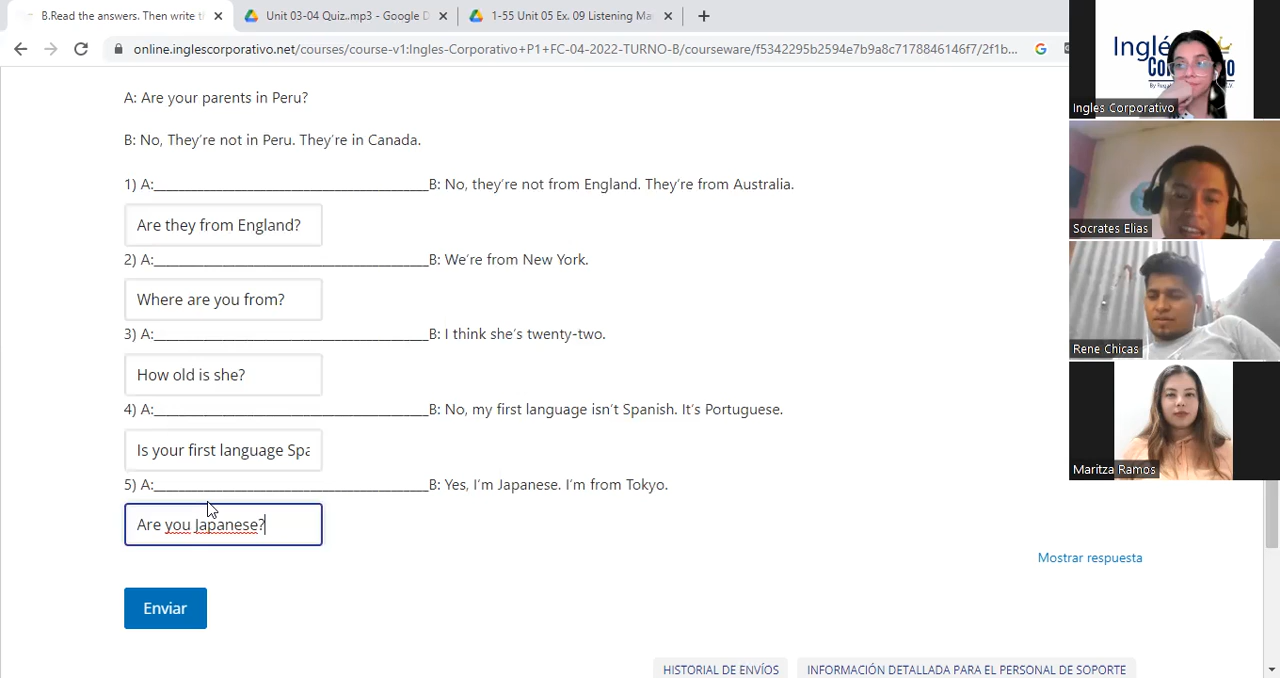 B.Read the answers. Then write t
Unit 03-04 Quiz..mp3 - Google D
1-55 Unit 05 Ex. 09 Listening Ma
online.inglescorporativo.net/courses/course-v1:Ingles-Corporativo+P1+FC-04-2022-TURNO-B/courseware/f5342295b2594e7b9a8c7178846146f7/2f1b...
A: Are your parents in Peru?
B: No, They're not in Peru. They're in Canada.
1) A:__________________________________B: No, they're not from England. They're from Australia.
Are they from England?
2) A:__________________________________B: We're from New York.
Where are you from?
3) A:__________________________________B: I think she's twenty-two.
How old is she?
4) A:__________________________________B: No, my first language isn't Spanish. It's Portuguese.
Is your first language Spa
5) A:__________________________________B: Yes, I'm Japanese. I'm from Tokyo.
Are you Japanese?
Mostrar respuesta
Enviar
HISTORIAL DE ENVÍOS
INFORMACIÓN DETALLADA PARA EL PERSONAL DE SOPORTE
Ingles Corporativo
Socrates Elias
Rene Chicas
Maritza Ramos